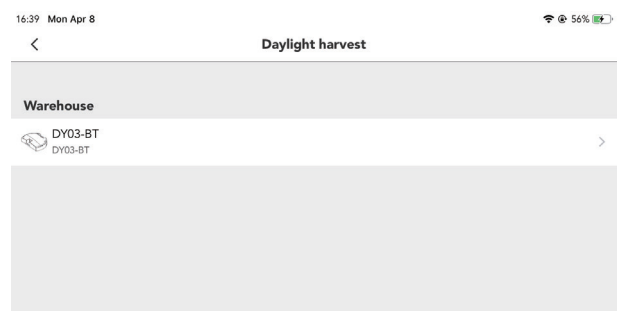 16:39 Mon Apr 8 56%
Daylight harvest
Warehouse
DY03-BT
DY03-BT